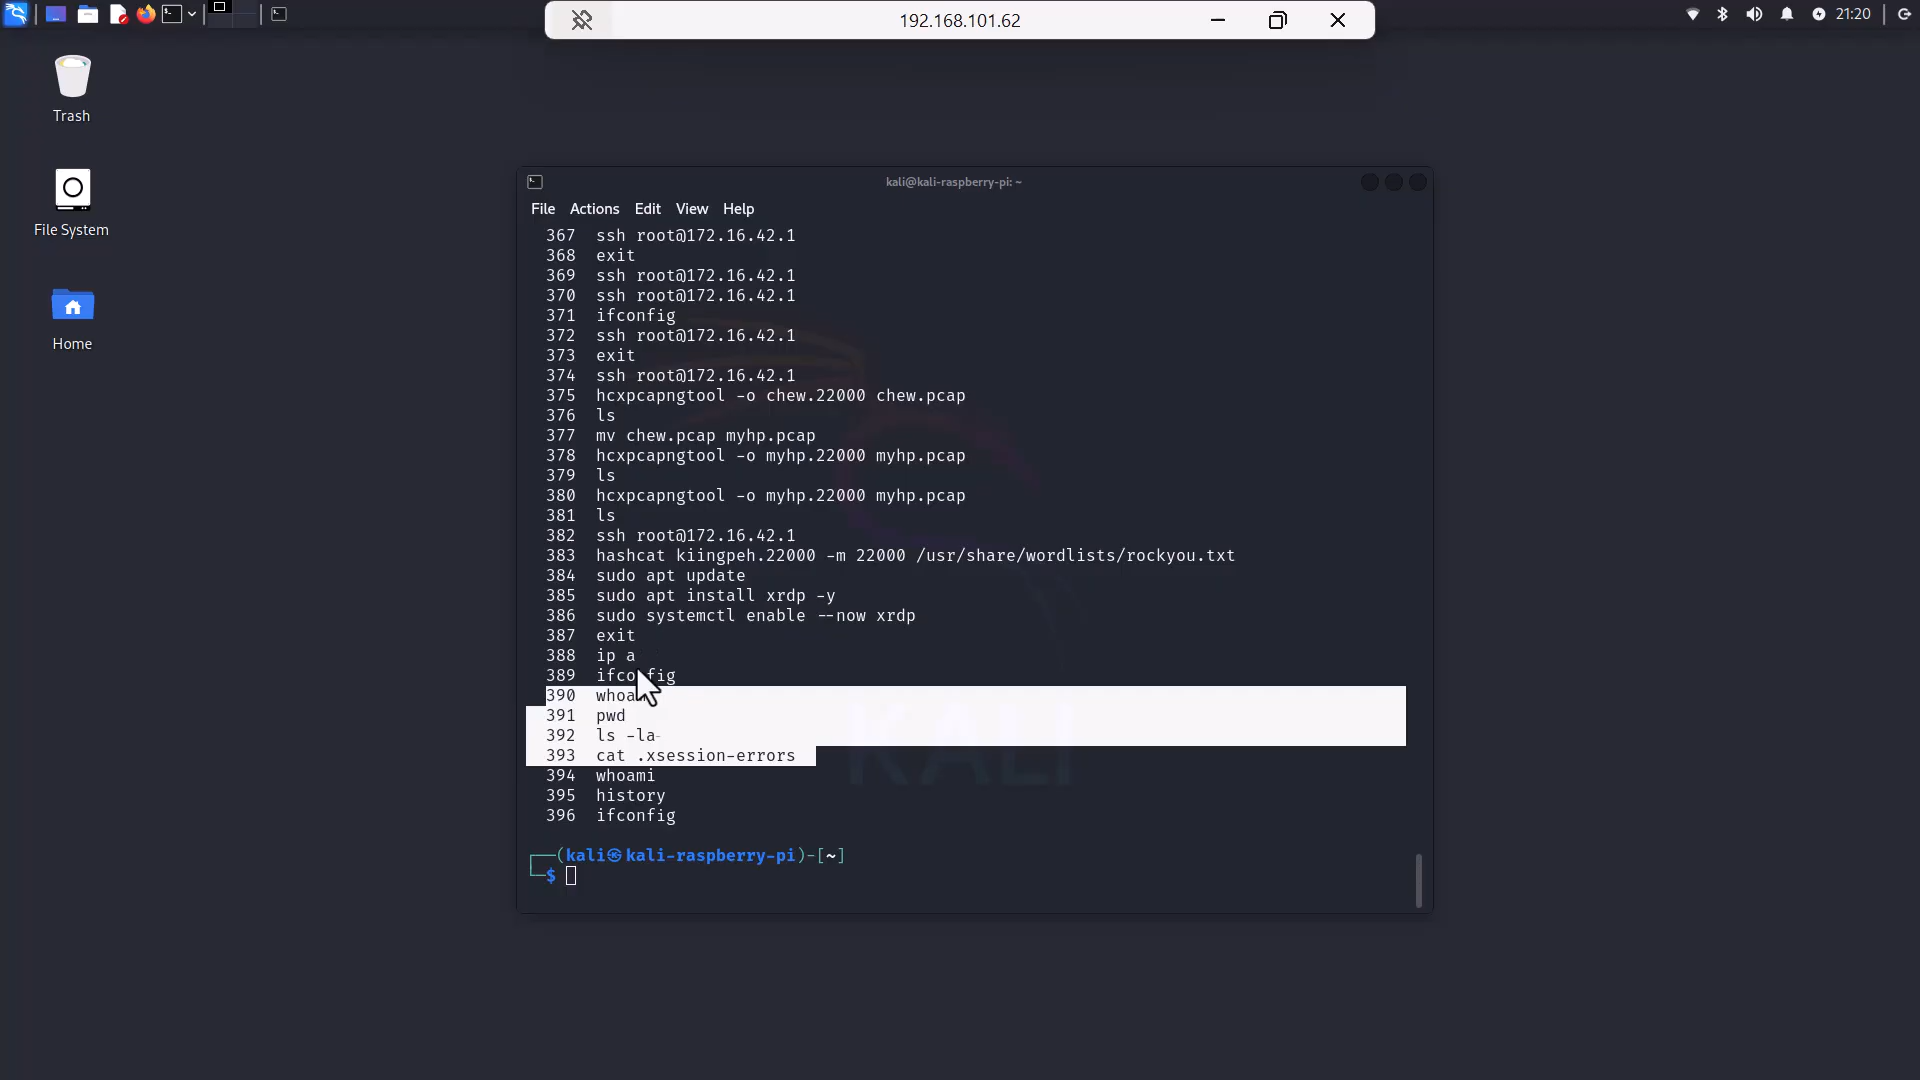 192.168.101.62
21:20
Trash
File System
Home
kali@kali-raspberry-pi: ~
File Actions Edit View Help
367 ssh root@172.16.42.1
368 exit
369 ssh root@172.16.42.1
370 ssh root@172.16.42.1
371 ifconfig
372 ssh root@172.16.42.1
373 exit
374 ssh root@172.16.42.1
375 hcxpcapngtool -o chew.22000 chew.pcap
376 ls
377 mv chew.pcap myhp.pcap
378 hcxpcapngtool -o myhp.22000 myhp.pcap
379 ls
380 hcxpcapngtool -o myhp.22000 myhp.pcap
381 ls
382 ssh root@172.16.42.1
383 hashcat kiingpeh.22000 -m 22000 /usr/share/wordlists/rockyou.txt
384 sudo apt update
385 sudo apt install xrdp -y
386 sudo systemctl enable --now xrdp
387 exit
388 ip a
389 ifconfig
390 whoami
391 pwd
392 ls -la
393 cat .xsession-errors
394 whoami
395 history
396 ifconfig
(kali㉿kali-raspberry-pi)-[~]
$
KALI